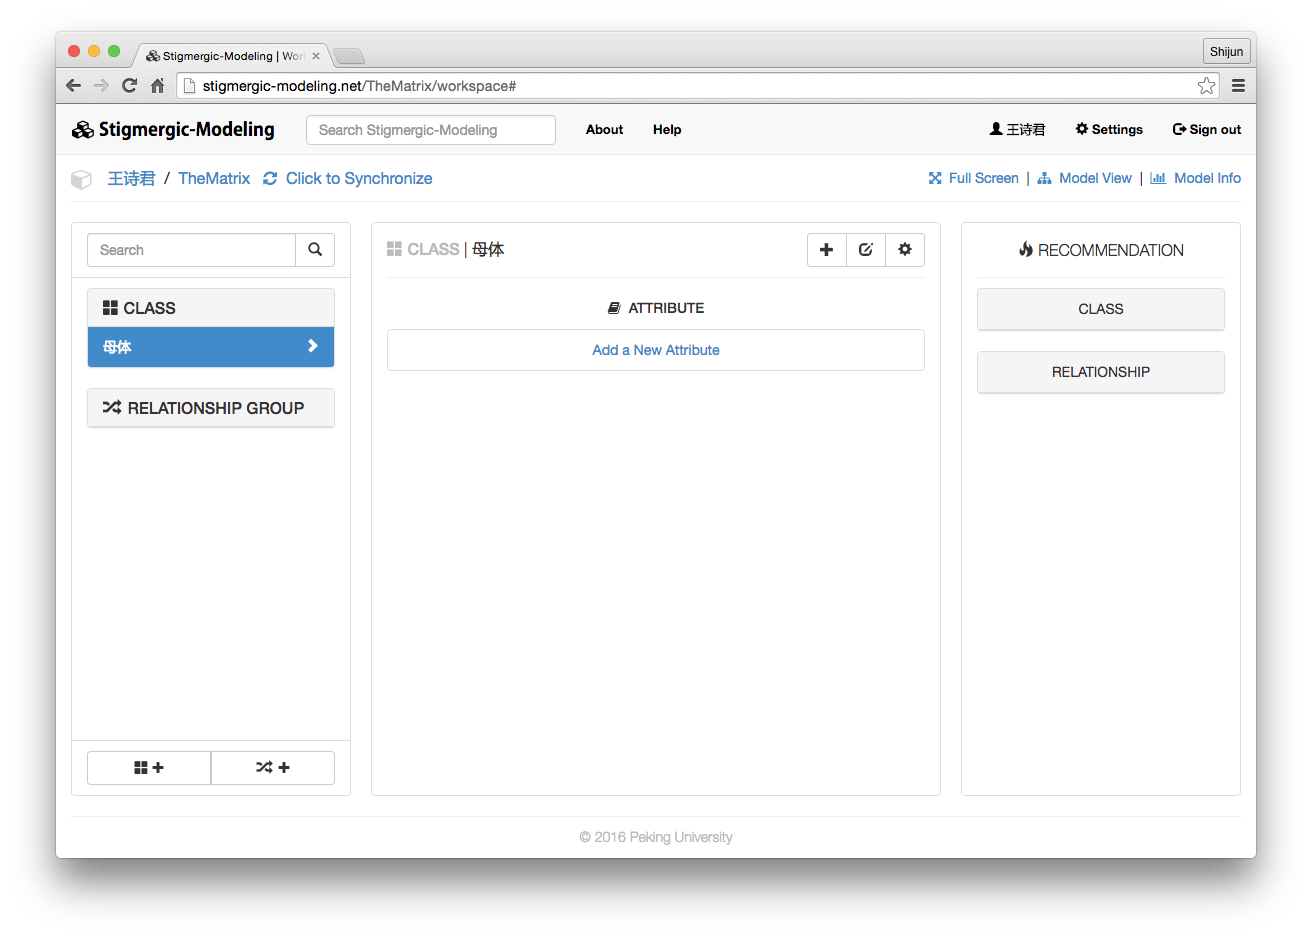 Stigmergic-Modeling | Wor
Shijun
stigmergic-modeling.net/TheMatrix/workspace#
Stigmergic-Modeling
Search Stigmergic-Modeling
About
Help
王诗君
Settings
Sign out
王诗君 / TheMatrix
Click to Synchronize
Full Screen | Model View | Model Info
Search
CLASS
母体
RELATIONSHIP GROUP
CLASS | 母体
ATTRIBUTE
Add a New Attribute
RECOMMENDATION
CLASS
RELATIONSHIP
© 2016 Peking University